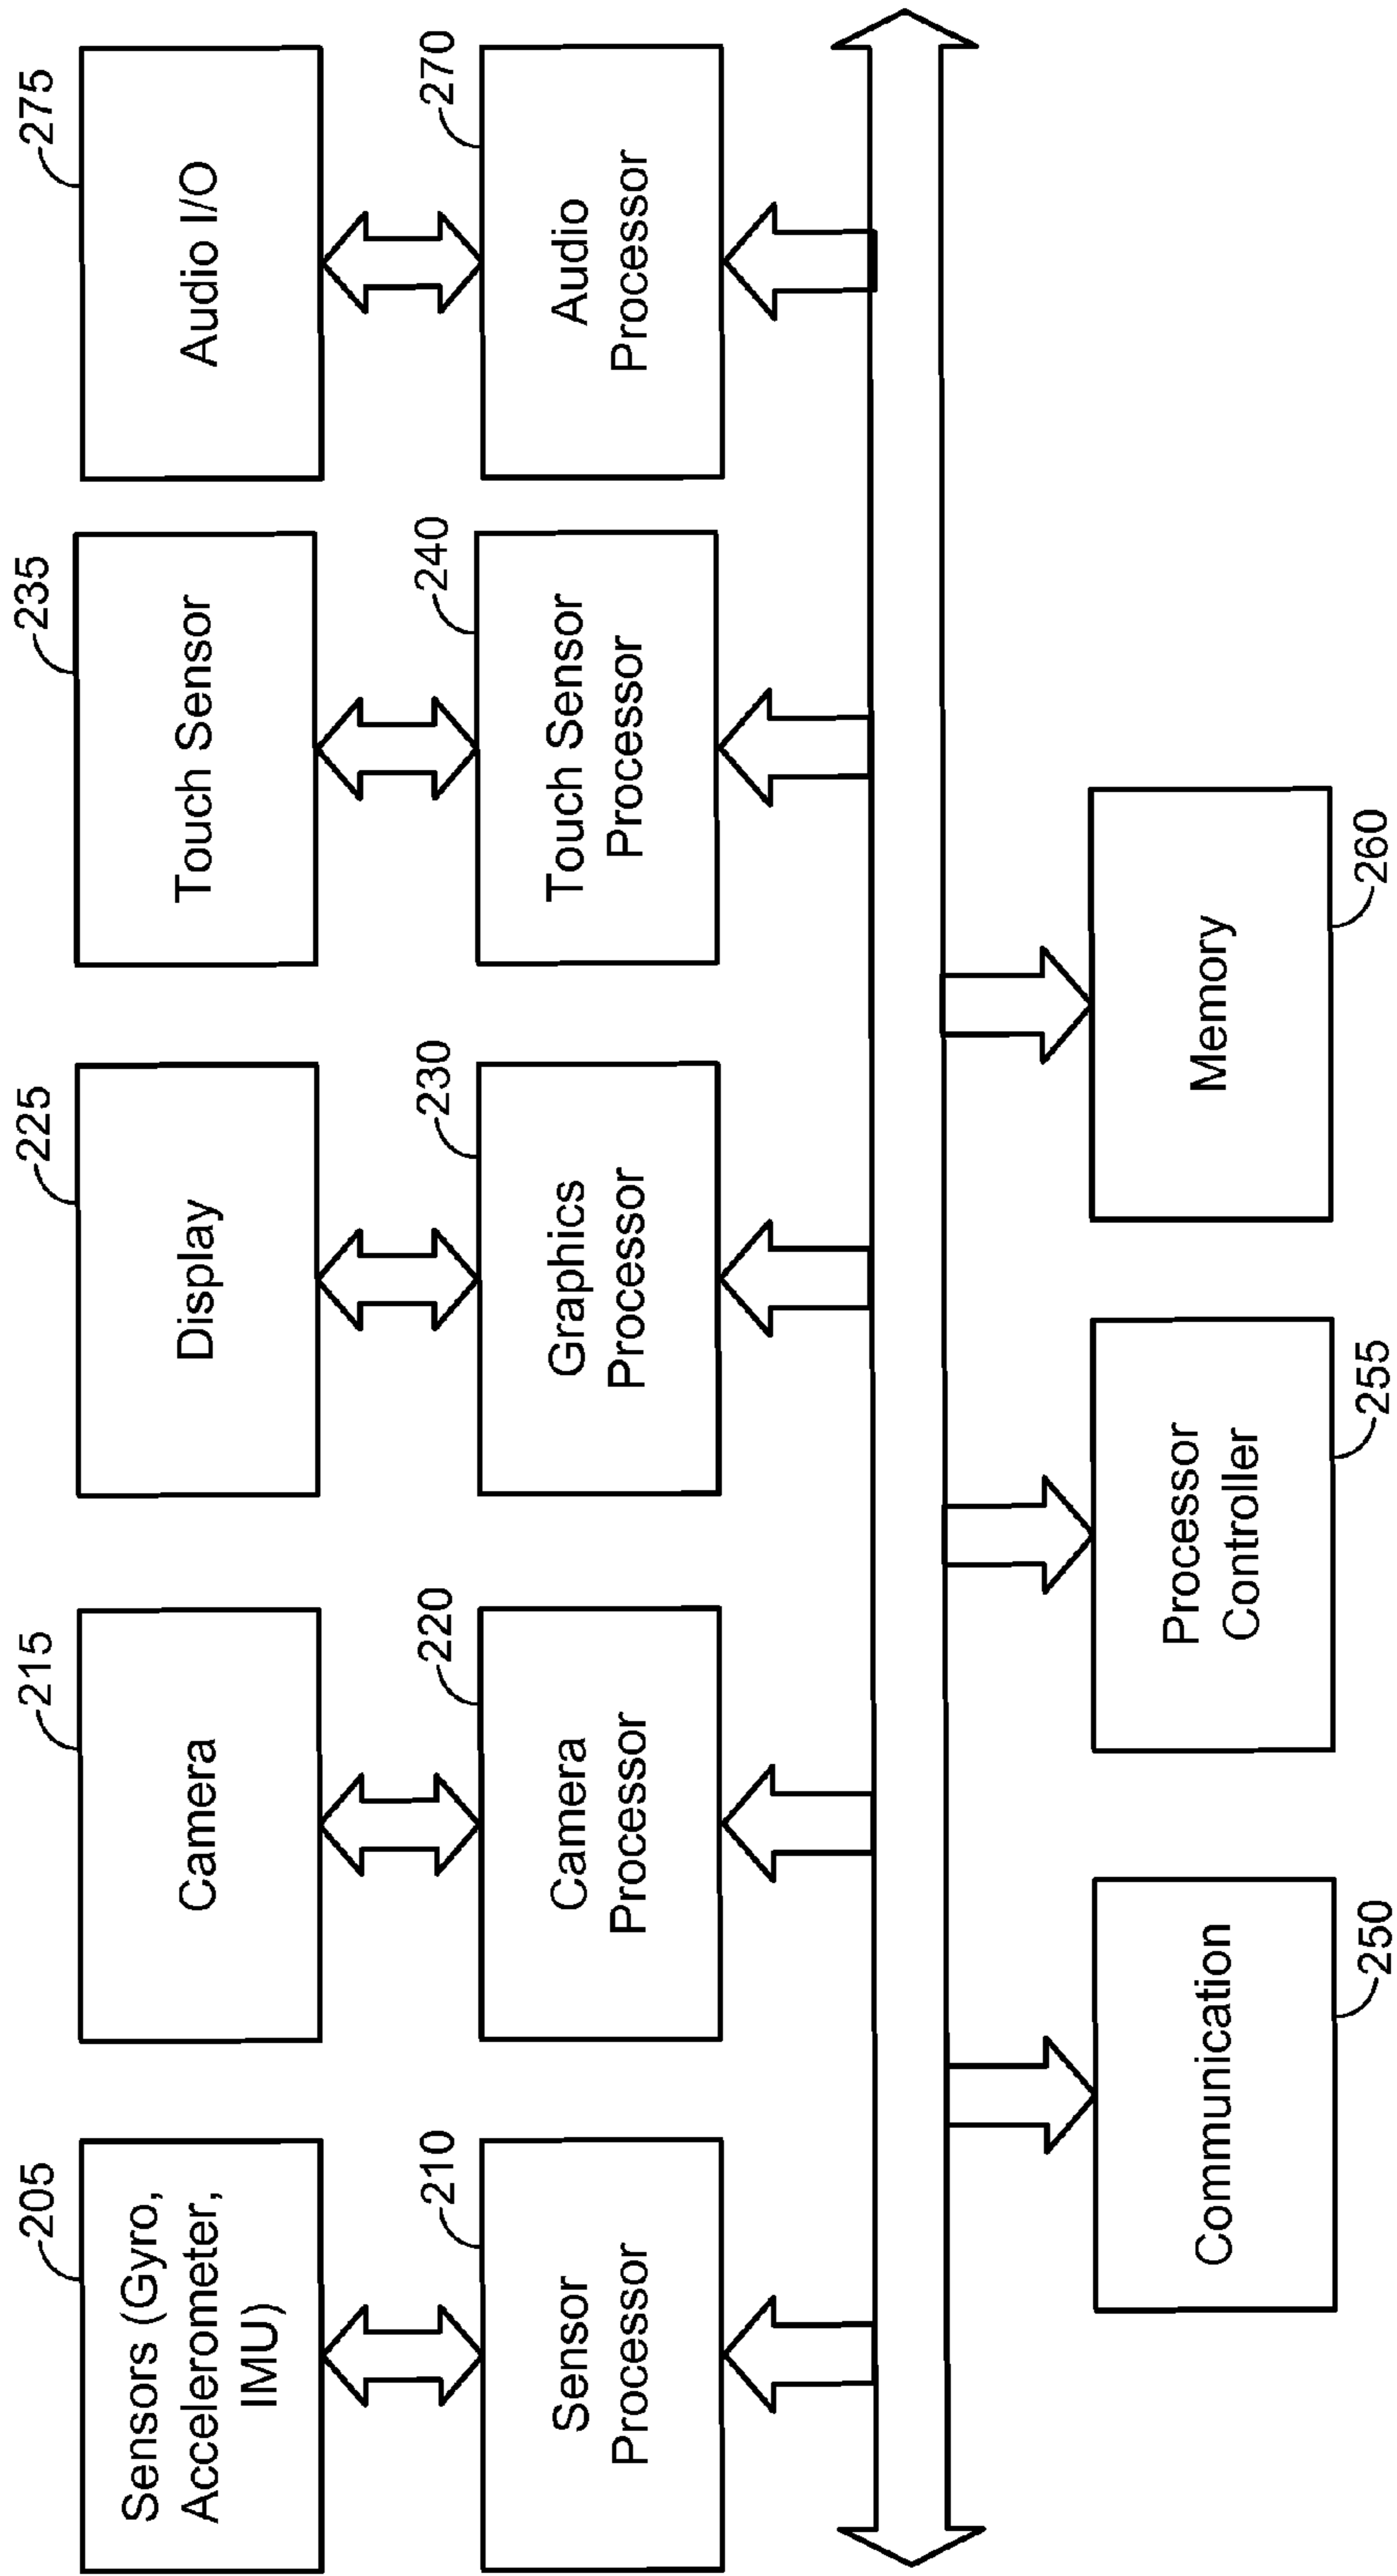 205
Sensors (Gyro,
Accelerometer,
IMU)
215
Camera
225
Display
235
Touch Sensor
275
Audio I/O
210
Sensor
Processor
220
Camera
Processor
230
Graphics
Processor
240
Touch Sensor
Processor
270
Audio
Processor
Communication
250
Processor
Controller
255
Memory
260